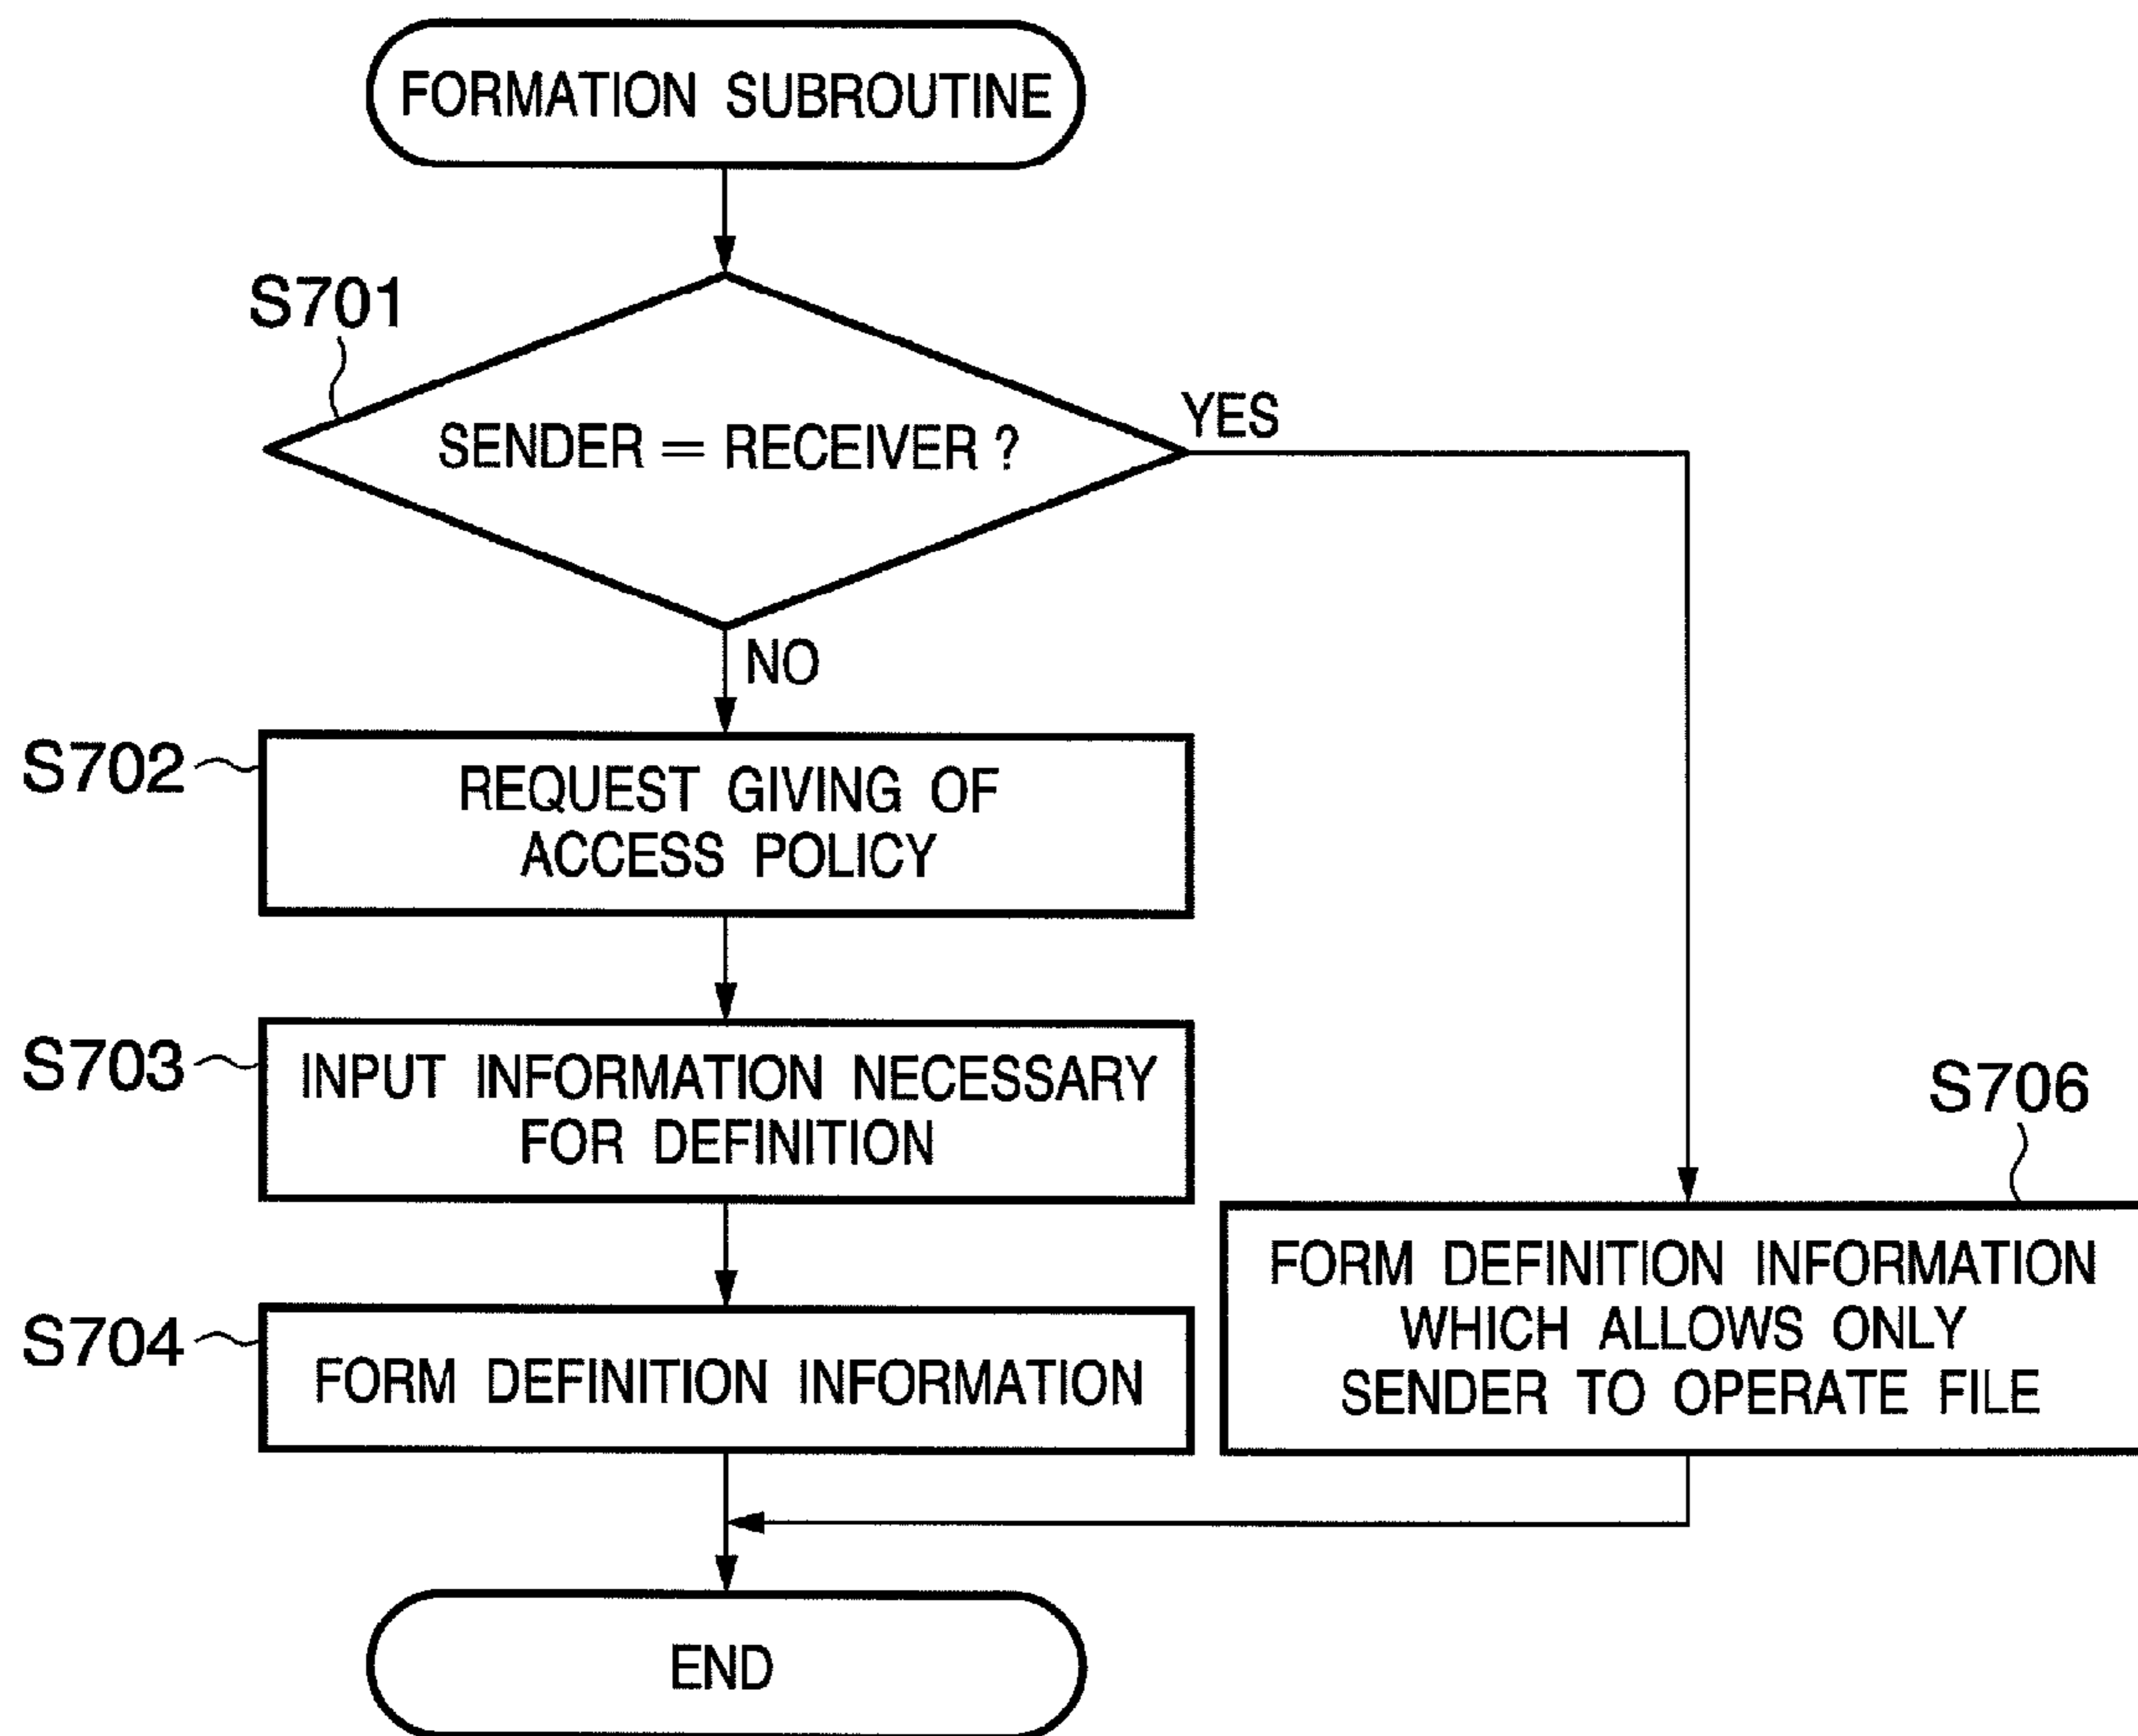 FORMATION SUBROUTINE
S701
SENDER = RECEIVER ?
YES
NO
S702
REQUEST GIVING OF
ACCESS POLICY
S703
INPUT INFORMATION NECESSARY
FOR DEFINITION
S704
FORM DEFINITION INFORMATION
S706
FORM DEFINITION INFORMATION
WHICH ALLOWS ONLY
SENDER TO OPERATE FILE
END